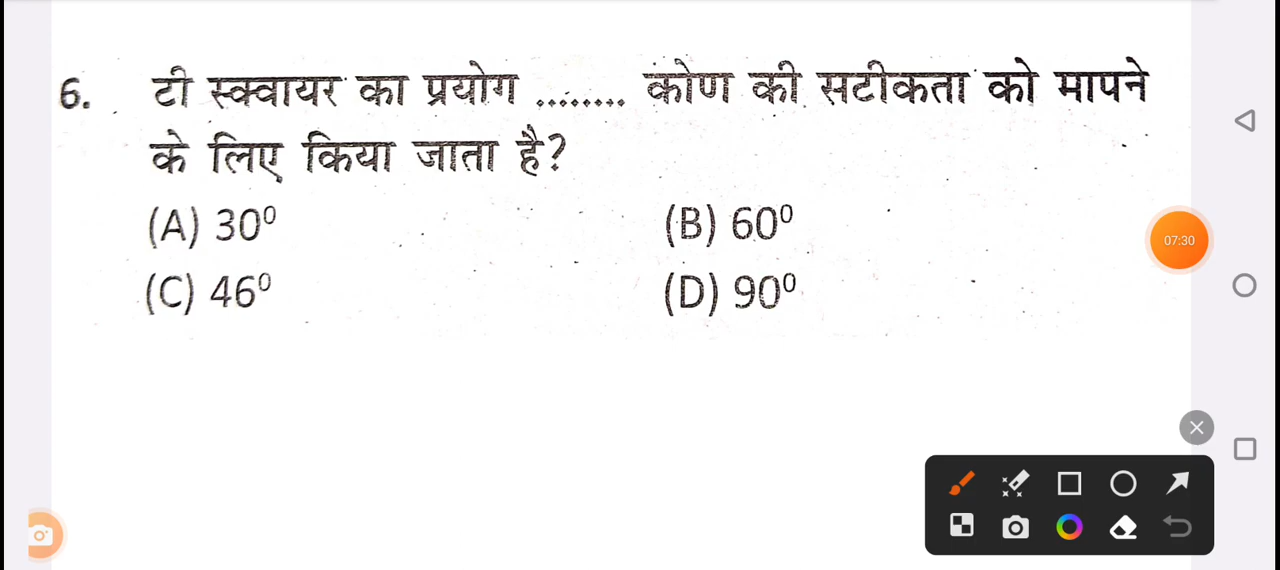 6. टी स्क्वायर का प्रयोग ........ कोण की सटीकता को मापने
के लिए किया जाता है?
(A) 30⁰ (B) 60⁰
(C) 46⁰ (D) 90⁰
07:30